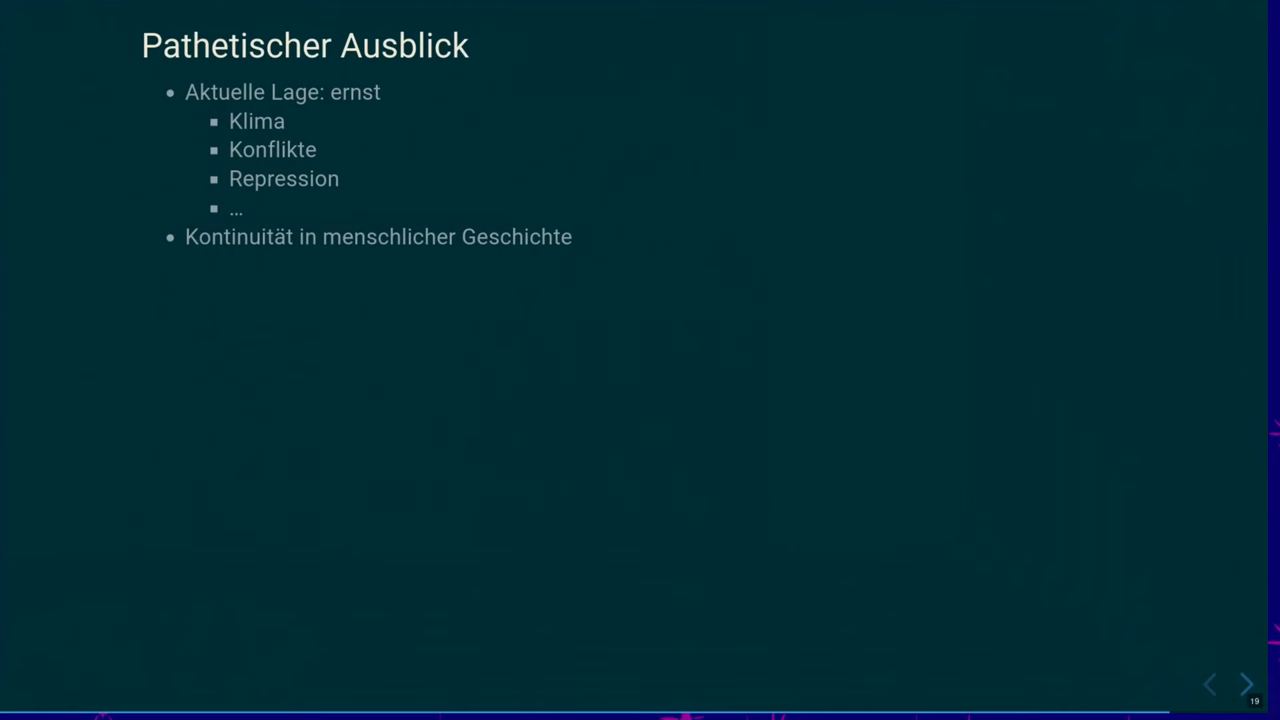 Pathetischer Ausblick
• Aktuelle Lage: ernst
▪ Klima
▪ Konflikte
▪ Repression
▪ …
• Kontinuität in menschlicher Geschichte
19